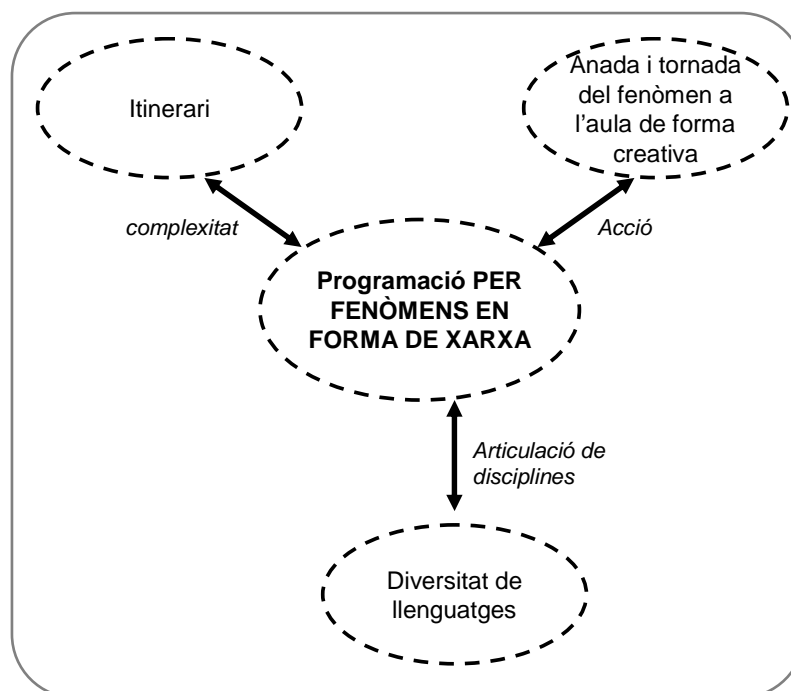 Itinerari
Anada i tornada
del fenòmen a
l'aula de forma
creativa
complexitat
Acció
Programació PER
FENÒMENS EN
FORMA DE XARXA
Articulació de
disciplines
Diversitat de
llenguatges